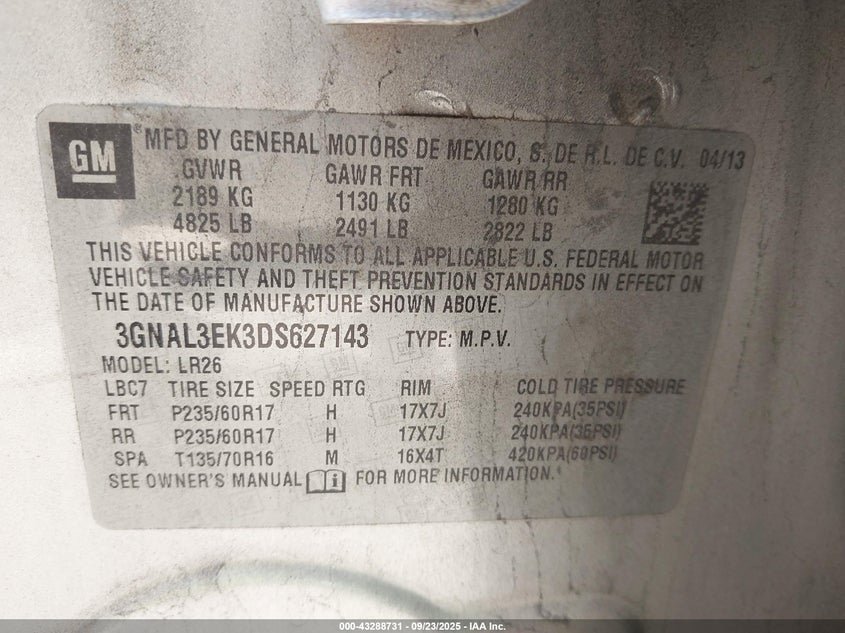 GM
MFD BY GENERAL MOTORS DE MEXICO, S. DE R.L. DE C.V. 04/13
GVWR GAWR FRT GAWR RR
2189 KG 1130 KG 1280 KG
4825 LB 2491 LB 2822 LB
THIS VEHICLE CONFORMS TO ALL APPLICABLE U.S. FEDERAL MOTOR
VEHICLE SAFETY AND THEFT PREVENTION STANDARDS IN EFFECT ON
THE DATE OF MANUFACTURE SHOWN ABOVE.
3GNAL3EK3DS627143 TYPE: M.P.V.
MODEL: LR26
LBC7 TIRE SIZE SPEED RTG RIM COLD TIRE PRESSURE
FRT P235/60R17 H 17X7J 240KPA(35PSI)
RR P235/60R17 H 17X7J 240KPA(35PSI)
SPA T135/70R16 M 16X4T 420KPA(60PSI)
SEE OWNER'S MANUAL FOR MORE INFORMATION.
000-43288731 - 09/23/2025 - IAA Inc.